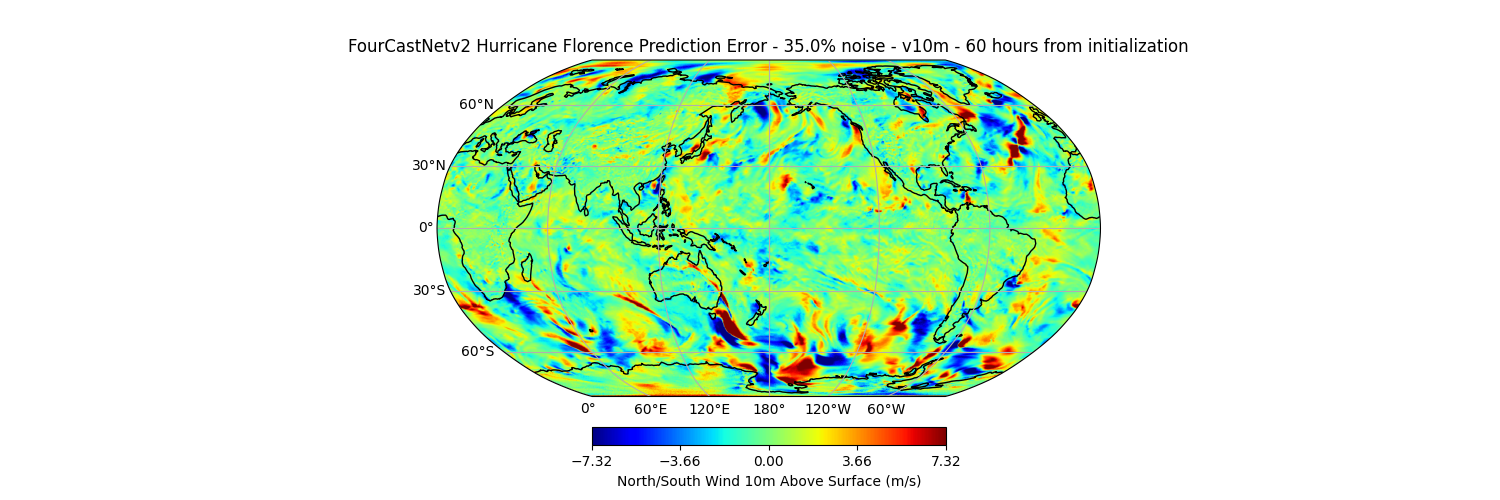 FourCastNetv2 Hurricane Florence Prediction Error - 35.0% noise - v10m - 60 hours from initialization
60°N
30°N
0°
30°S
60°S
0° 60°E 120°E 180° 120°W 60°W
−7.32 −3.66 0.00 3.66 7.32
North/South Wind 10m Above Surface (m/s)